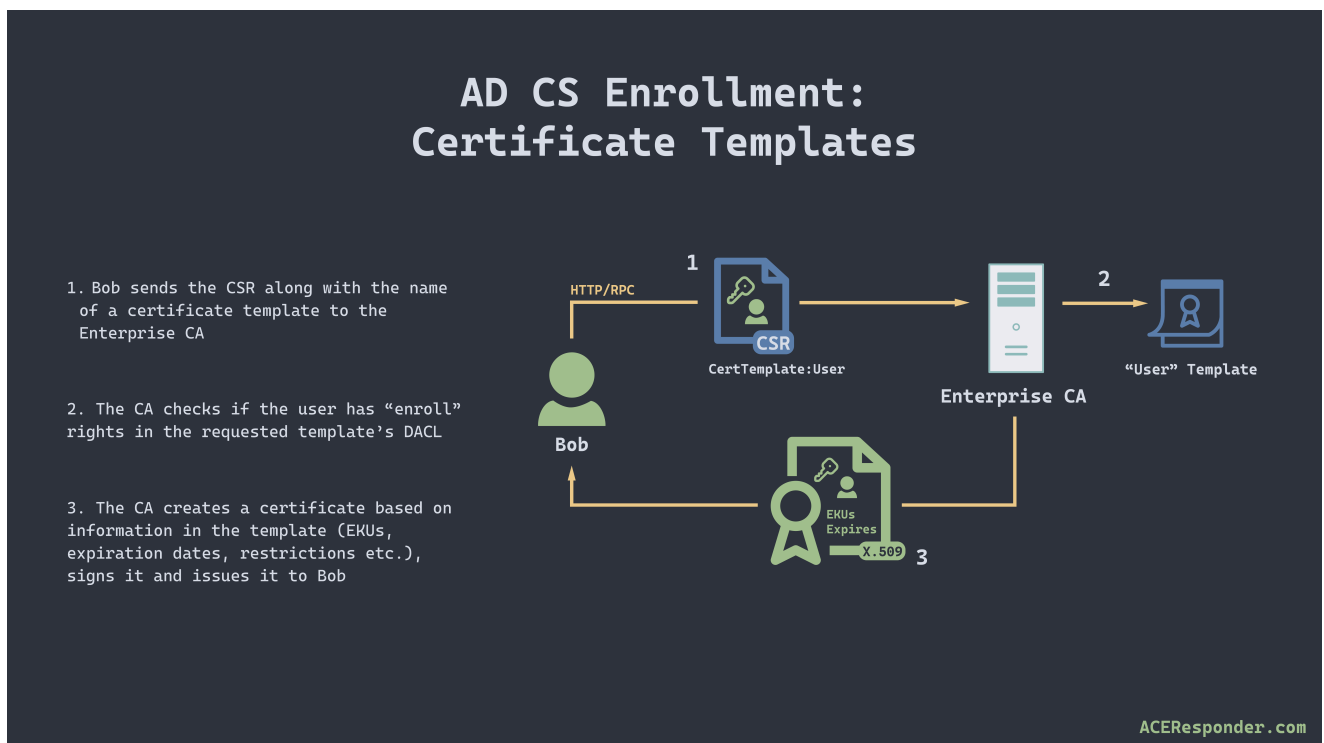 AD CS Enrollment:
Certificate Templates
1. Bob sends the CSR along with the name
of a certificate template to the
Enterprise CA
2. The CA checks if the user has “enroll”
rights in the requested template’s DACL
3. The CA creates a certificate based on
information in the template (EKUs,
expiration dates, restrictions etc.),
signs it and issues it to Bob
1
HTTP/RPC
CSR
CertTemplate:User
2
“User” Template
Enterprise CA
Bob
EKUs
Expires
X.509
3
ACEResponder.com